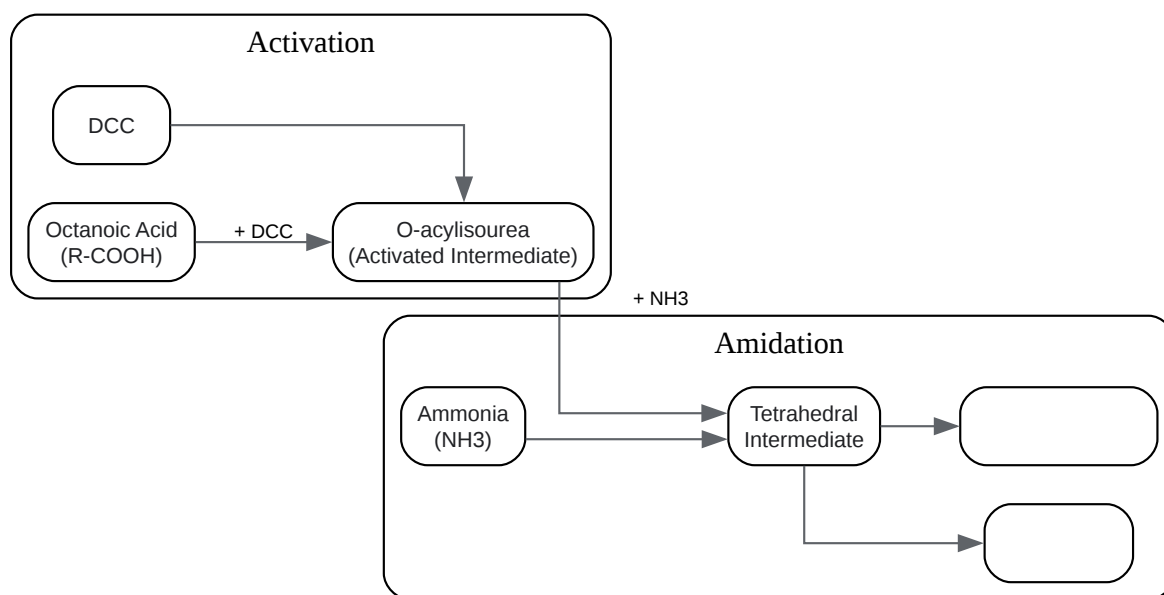 Activation
DCC
Octanoic Acid
(R-COOH)
+ DCC
O-acylisourea
(Activated Intermediate)
+ NH3
Amidation
Ammonia
(NH3)
Tetrahedral
Intermediate